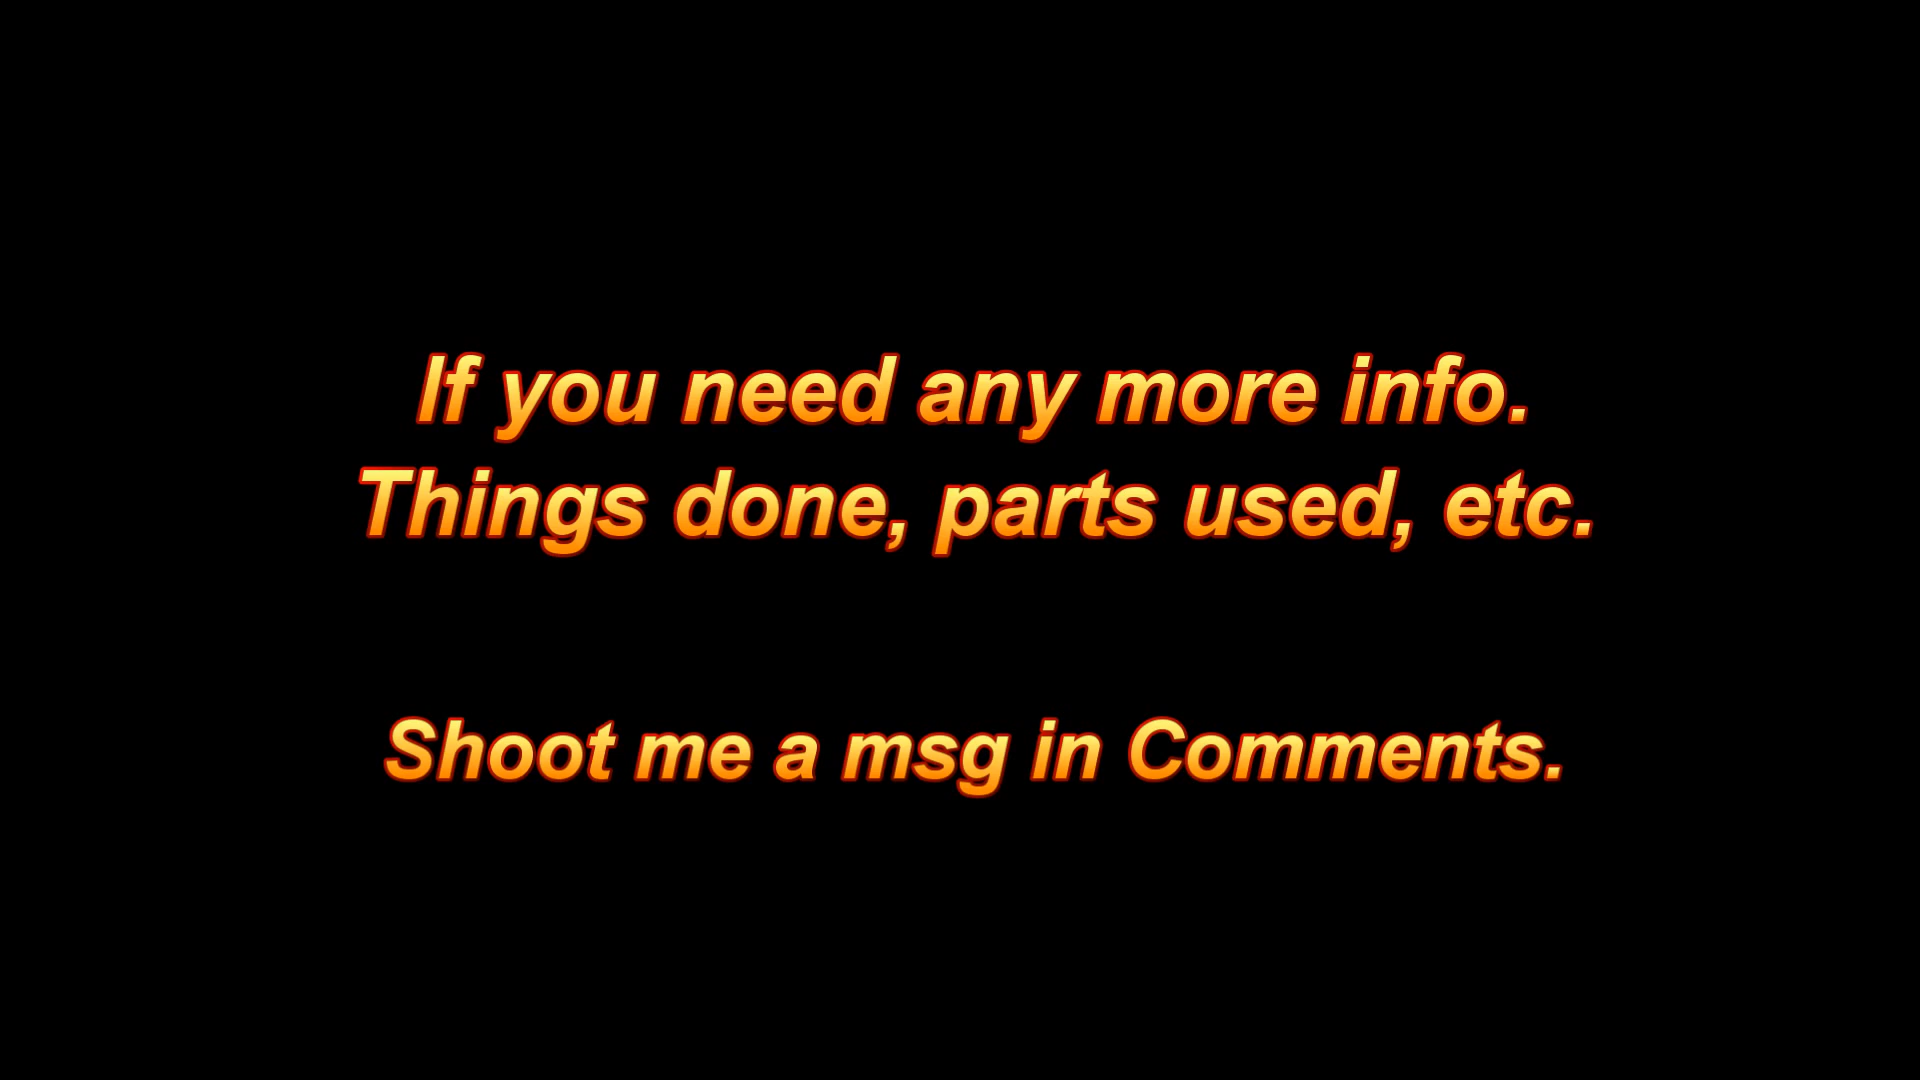 If you need any more info.
Things done, parts used, etc.
Shoot me a msg in Comments.